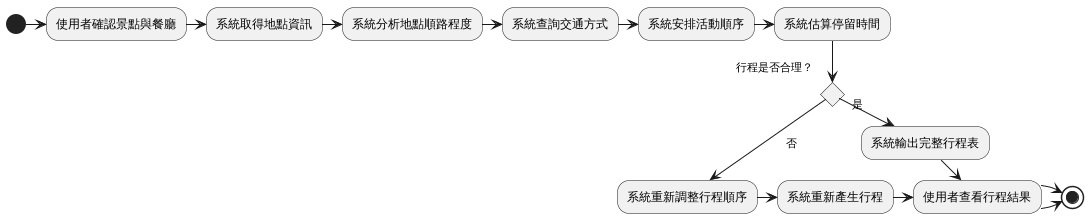 使用者確認景點與餐廳
系統取得地點資訊
系統分析地點順路程度
系統查詢交通方式
系統安排活動順序
系統估算停留時間
行程是否合理？
是
否
系統輸出完整行程表
系統重新調整行程順序
系統重新產生行程
使用者查看行程結果